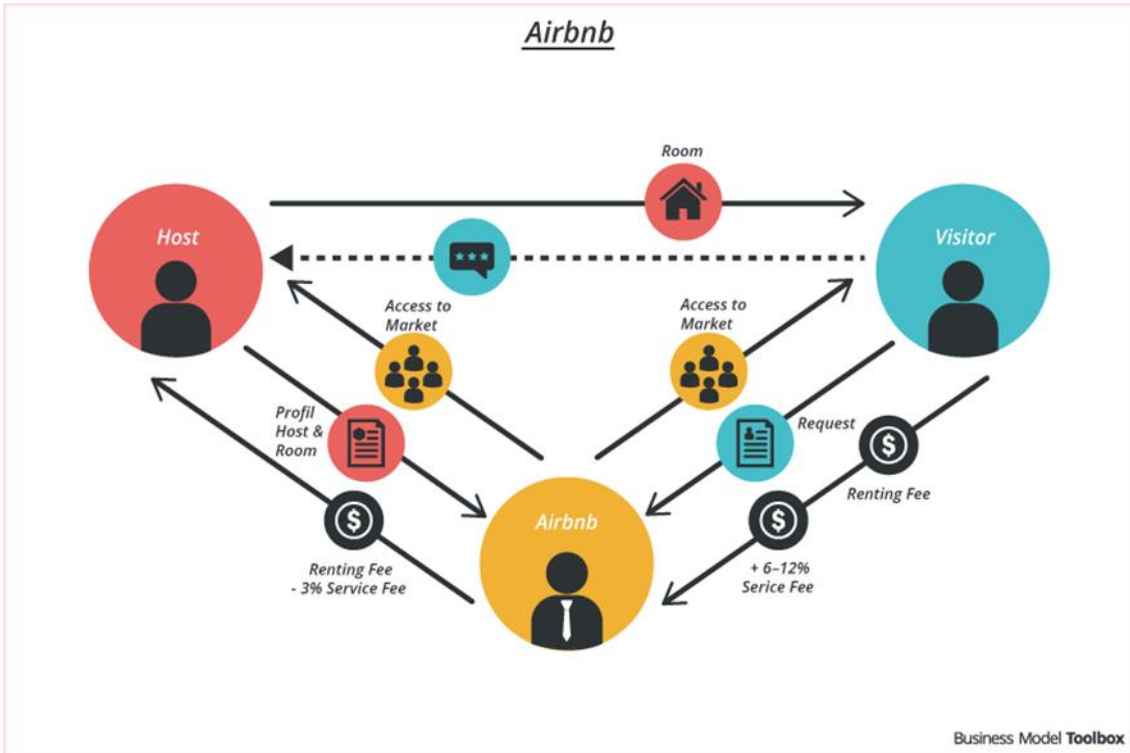 Airbnb
Room
Host
Visitor
Access to
Market
Access to
Market
Profil
Host &
Room
Request
Renting Fee
Airbnb
Renting Fee
- 3% Service Fee
+ 6–12%
Serice Fee
Business Model Toolbox